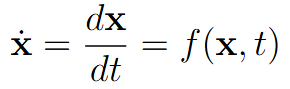 ẋ = dx/dt = f(x, t)